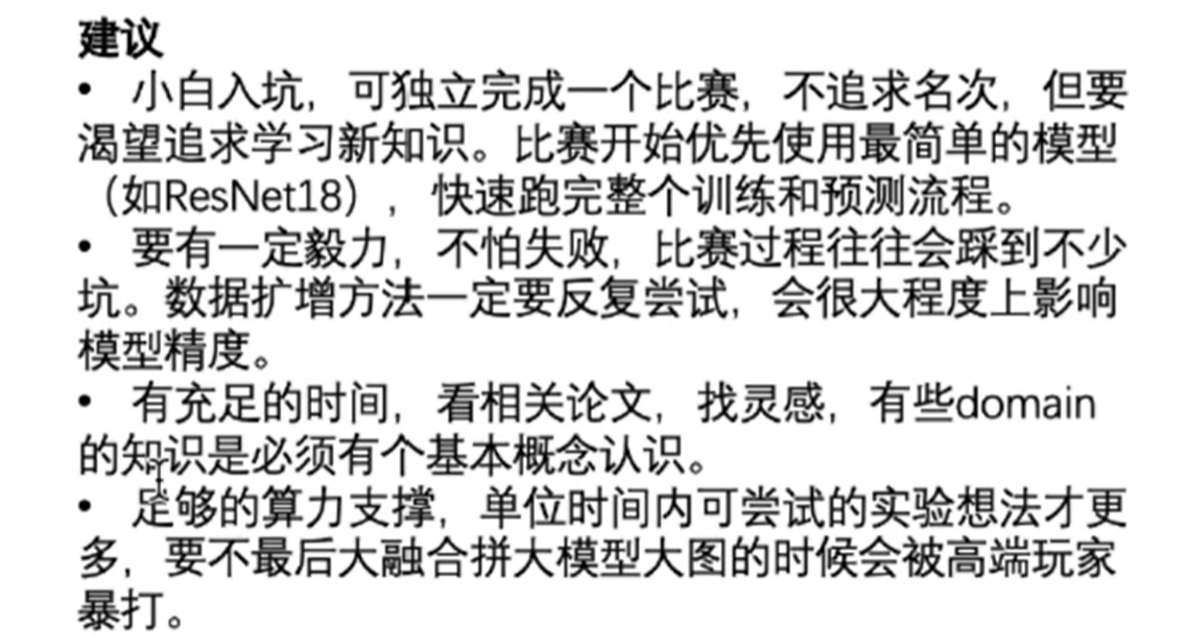 建议
• 小白入坑，可独立完成一个比赛，不追求名次，但要
渴望追求学习新知识。比赛开始优先使用最简单的模型
（如ResNet18），快速跑完整个训练和预测流程。
• 要有一定毅力，不怕失败，比赛过程往往会踩到不少
坑。数据扩增方法一定要反复尝试，会很大程度上影响
模型精度。
• 有充足的时间，看相关论文，找灵感，有些domain
的知识是必须有个基本概念认识。
• 足够的算力支撑，单位时间内可尝试的实验想法才更
多，要不最后大融合拼大模型大图的时候会被高端玩家
暴打。